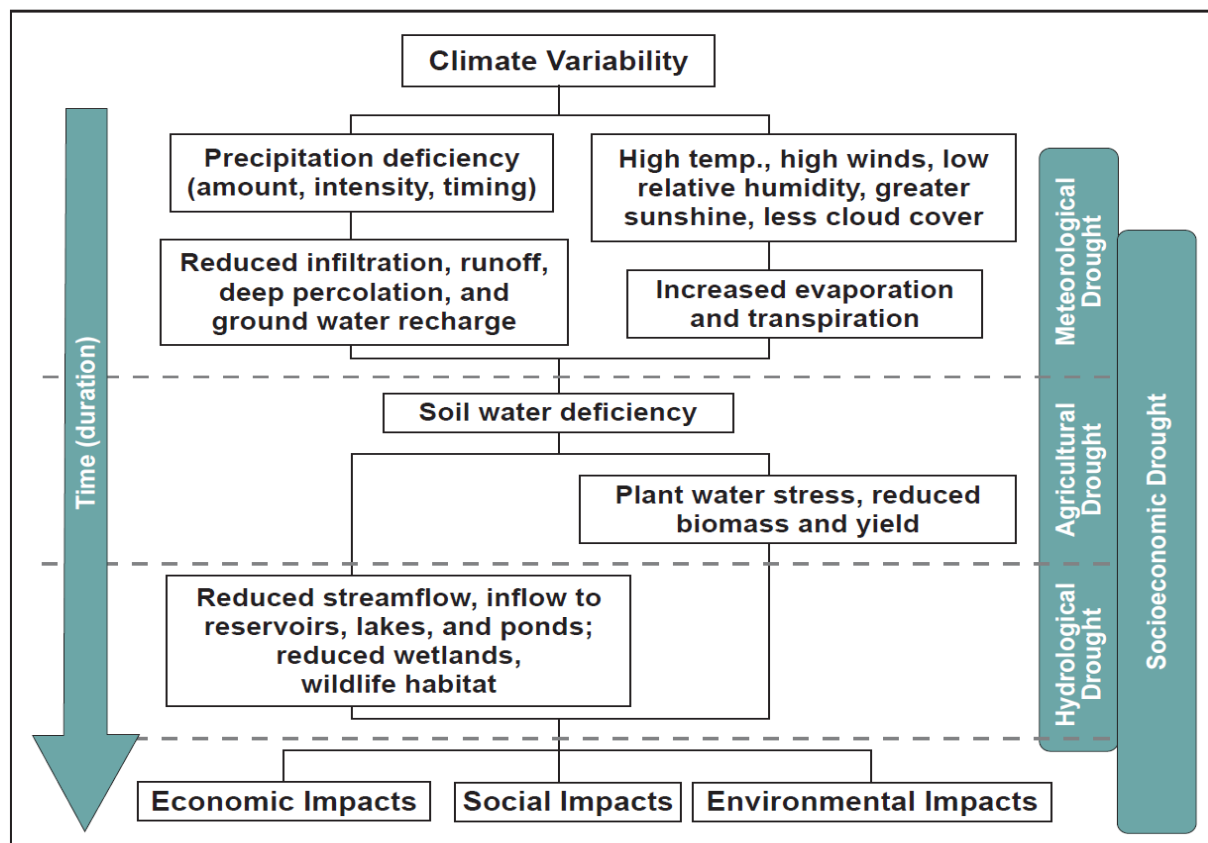 Climate Variability
Precipitation deficiency
(amount, intensity, timing)
High temp., high winds, low
relative humidity, greater
sunshine, less cloud cover
Reduced infiltration, runoff,
deep percolation, and
ground water recharge
Increased evaporation
and transpiration
Soil water deficiency
Plant water stress, reduced
biomass and yield
Reduced streamflow, inflow to
reservoirs, lakes, and ponds;
reduced wetlands,
wildlife habitat
Economic Impacts
Social Impacts
Environmental Impacts
Time (duration)
Meteorological
Drought
Agricultural
Drought
Hydrological
Drought
Socioeconomic Drought